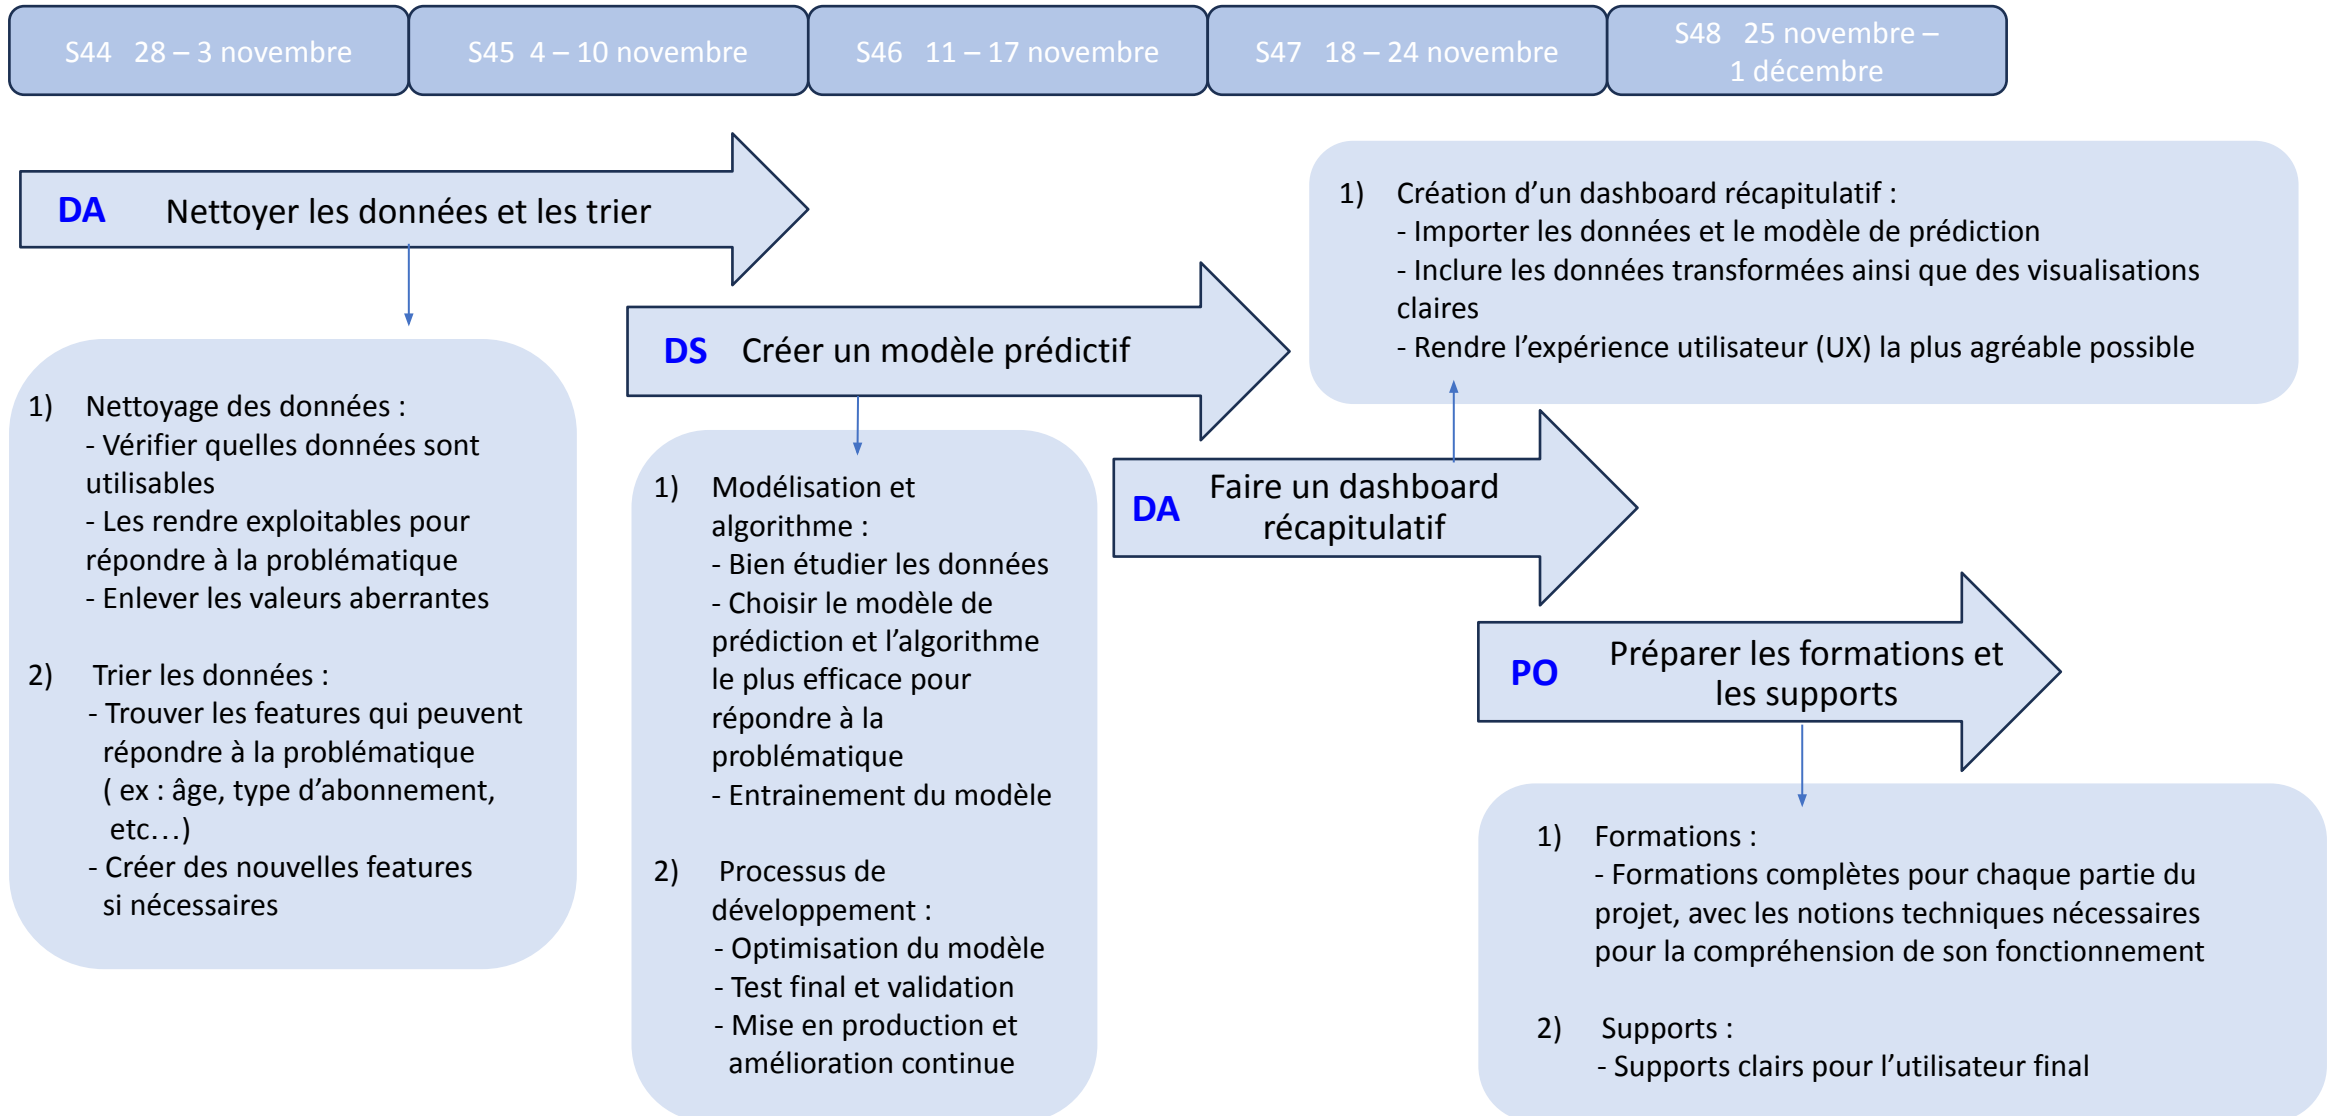 S44   28 – 3 novembre
S45  4 – 10 novembre
S46   11 – 17 novembre
S47   18 – 24 novembre
S48   25 novembre –
1 décembre
DA Nettoyer les données et les trier
1) Nettoyage des données :
- Vérifier quelles données sont
utilisables
- Les rendre exploitables pour
répondre à la problématique
- Enlever les valeurs aberrantes
2) Trier les données :
- Trouver les features qui peuvent
répondre à la problématique
( ex : âge, type d’abonnement,
etc…)
- Créer des nouvelles features
si nécessaires
DS Créer un modèle prédictif
1) Modélisation et
algorithme :
- Bien étudier les données
- Choisir le modèle de
prédiction et l’algorithme
le plus efficace pour
répondre à la
problématique
- Entrainement du modèle
2) Processus de
développement :
- Optimisation du modèle
- Test final et validation
- Mise en production et
amélioration continue
1) Création d’un dashboard récapitulatif :
- Importer les données et le modèle de prédiction
- Inclure les données transformées ainsi que des visualisations
claires
- Rendre l’expérience utilisateur (UX) la plus agréable possible
DA Faire un dashboard
récapitulatif
PO Préparer les formations et
les supports
1) Formations :
- Formations complètes pour chaque partie du
projet, avec les notions techniques nécessaires
pour la compréhension de son fonctionnement
2) Supports :
- Supports clairs pour l’utilisateur final